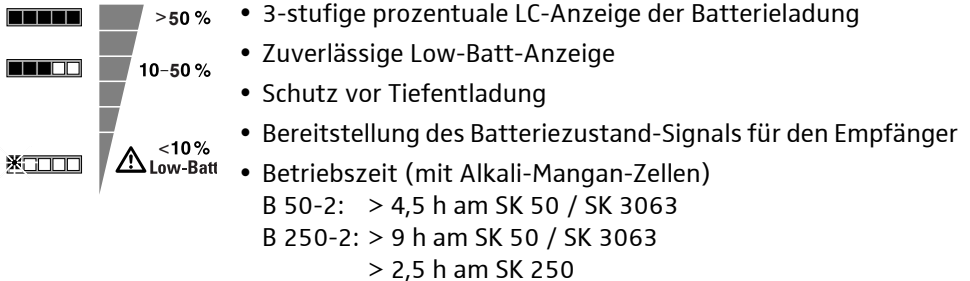 >50 %
10–50 %
<10 %
Low-Batt
• 3-stufige prozentuale LC-Anzeige der Batterieladung
• Zuverlässige Low-Batt-Anzeige
• Schutz vor Tiefentladung
• Bereitstellung des Batteriezustand-Signals für den Empfänger
• Betriebszeit (mit Alkali-Mangan-Zellen)
B 50-2: > 4,5 h am SK 50 / SK 3063
B 250-2: > 9 h am SK 50 / SK 3063
> 2,5 h am SK 250